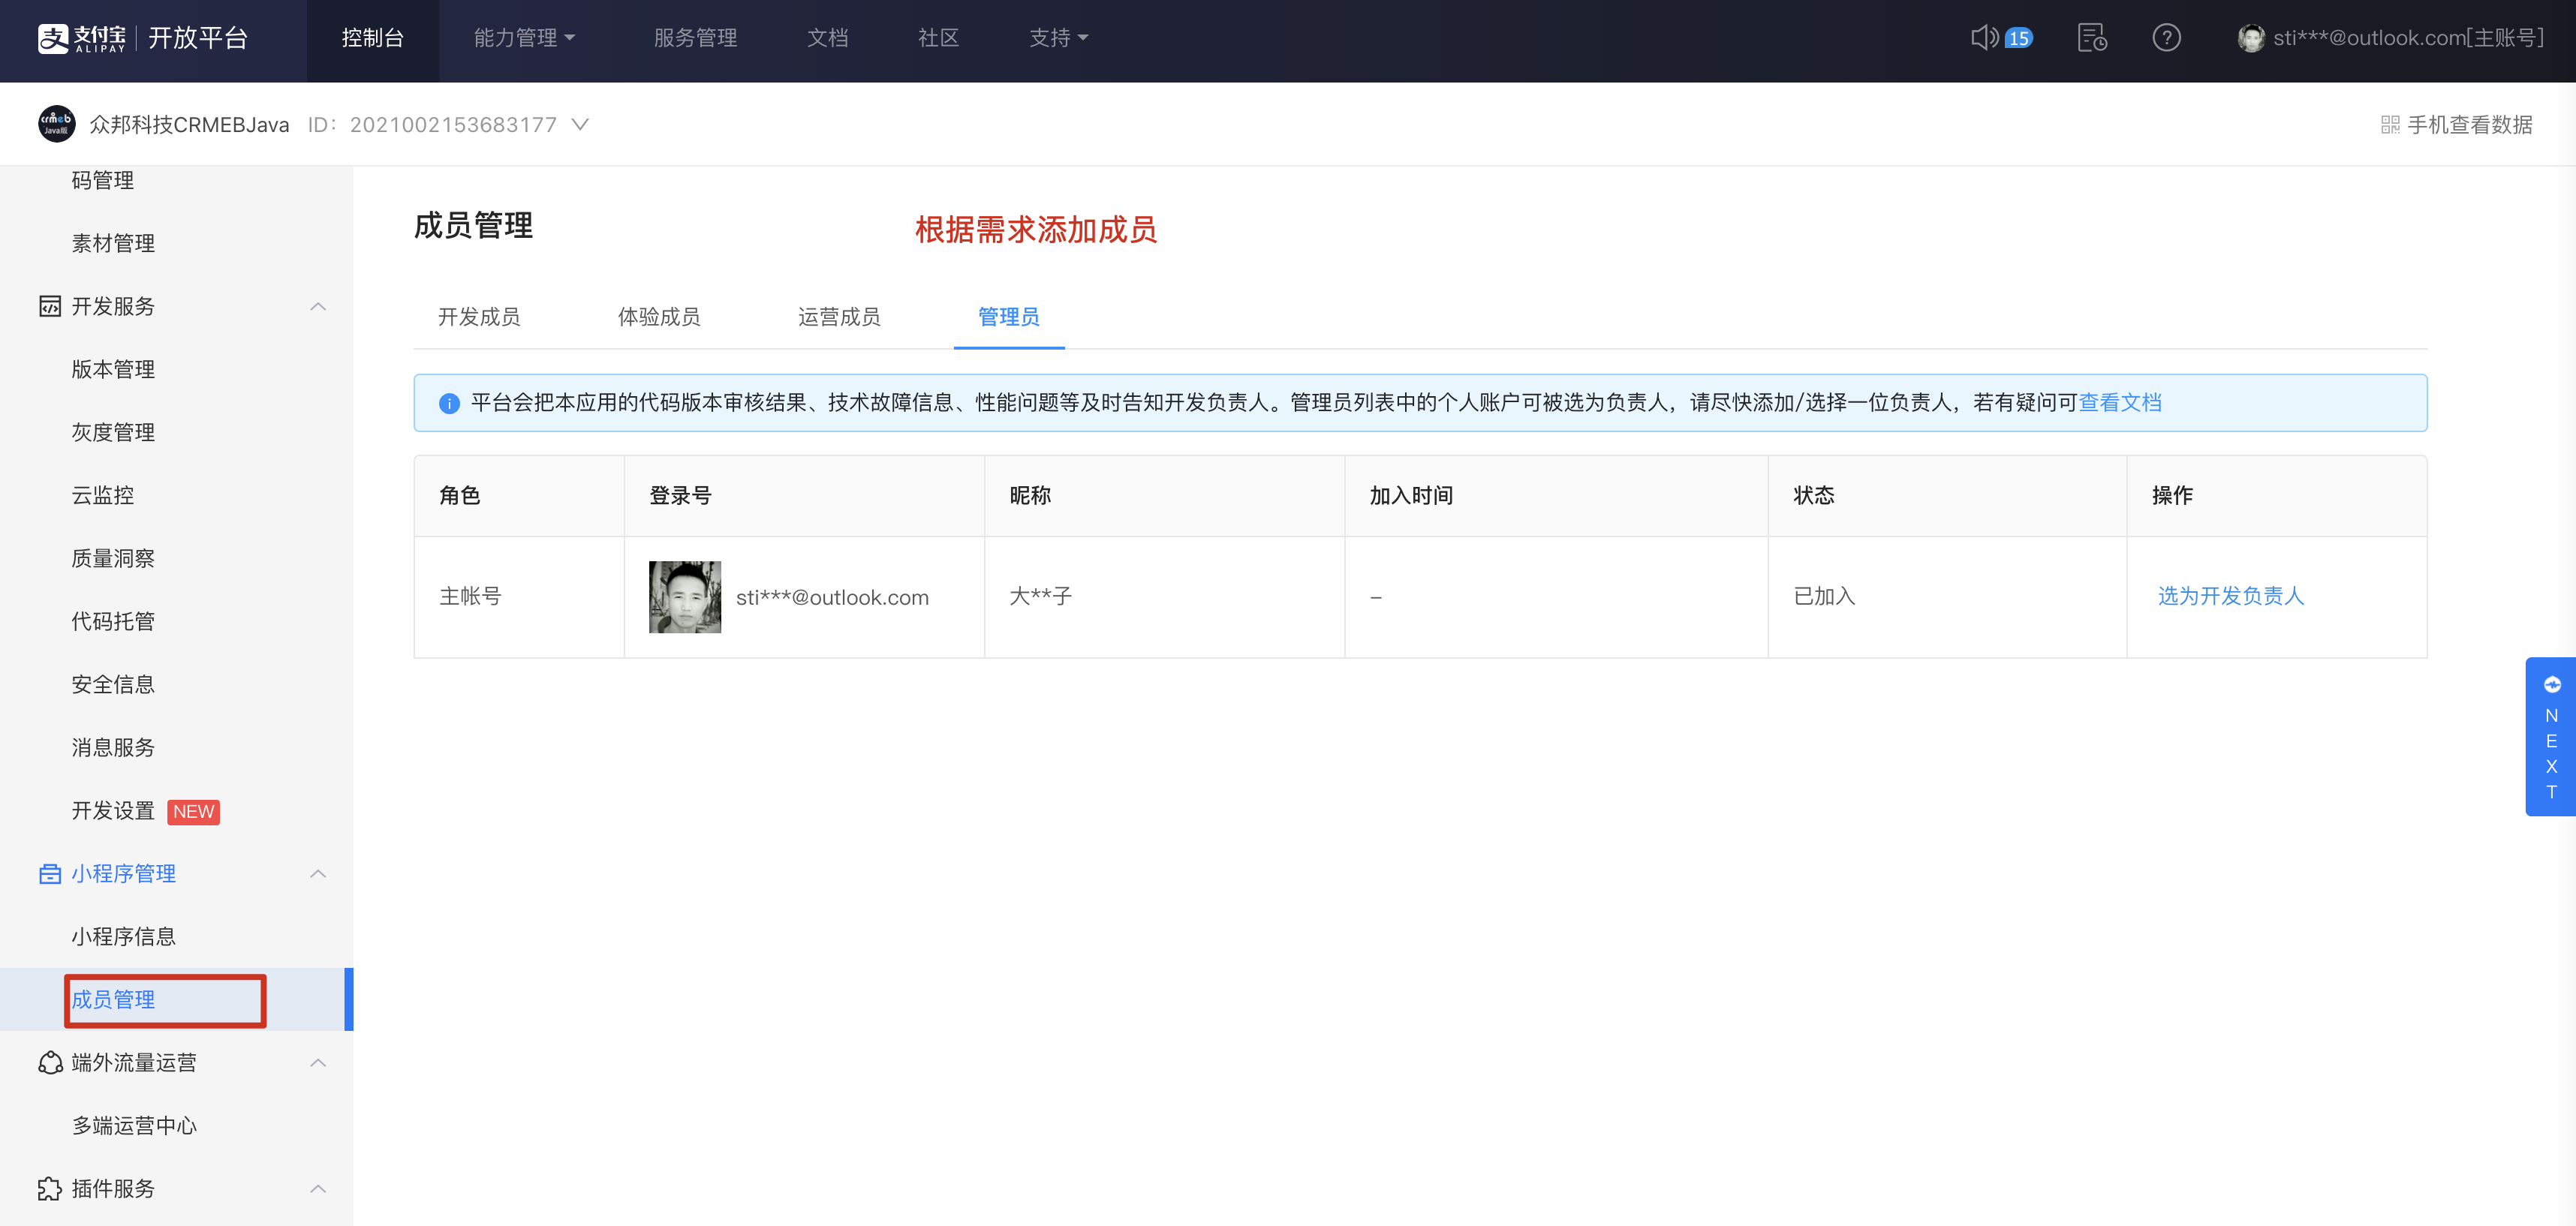 支付宝 ALIPAY 开放平台 控制台 能力管理 服务管理 文档 社区 支持 15 sti***@outlook.com[主账号]
crmeb Java版 众邦科技CRMEBJava ID: 2021002153683177 手机查看数据
码管理
素材管理
开发服务
版本管理
灰度管理
云监控
质量洞察
代码托管
安全信息
消息服务
开发设置 NEW
小程序管理
小程序信息
成员管理
端外流量运营
多端运营中心
插件服务
成员管理 根据需求添加成员
开发成员 体验成员 运营成员 管理员
平台会把本应用的代码版本审核结果、技术故障信息、性能问题等及时告知开发负责人。管理员列表中的个人账户可被选为负责人，请尽快添加/选择一位负责人，若有疑问可查看文档
角色 登录号 昵称 加入时间 状态 操作
主帐号 sti***@outlook.com 大**子 – 已加入 选为开发负责人
NEXT